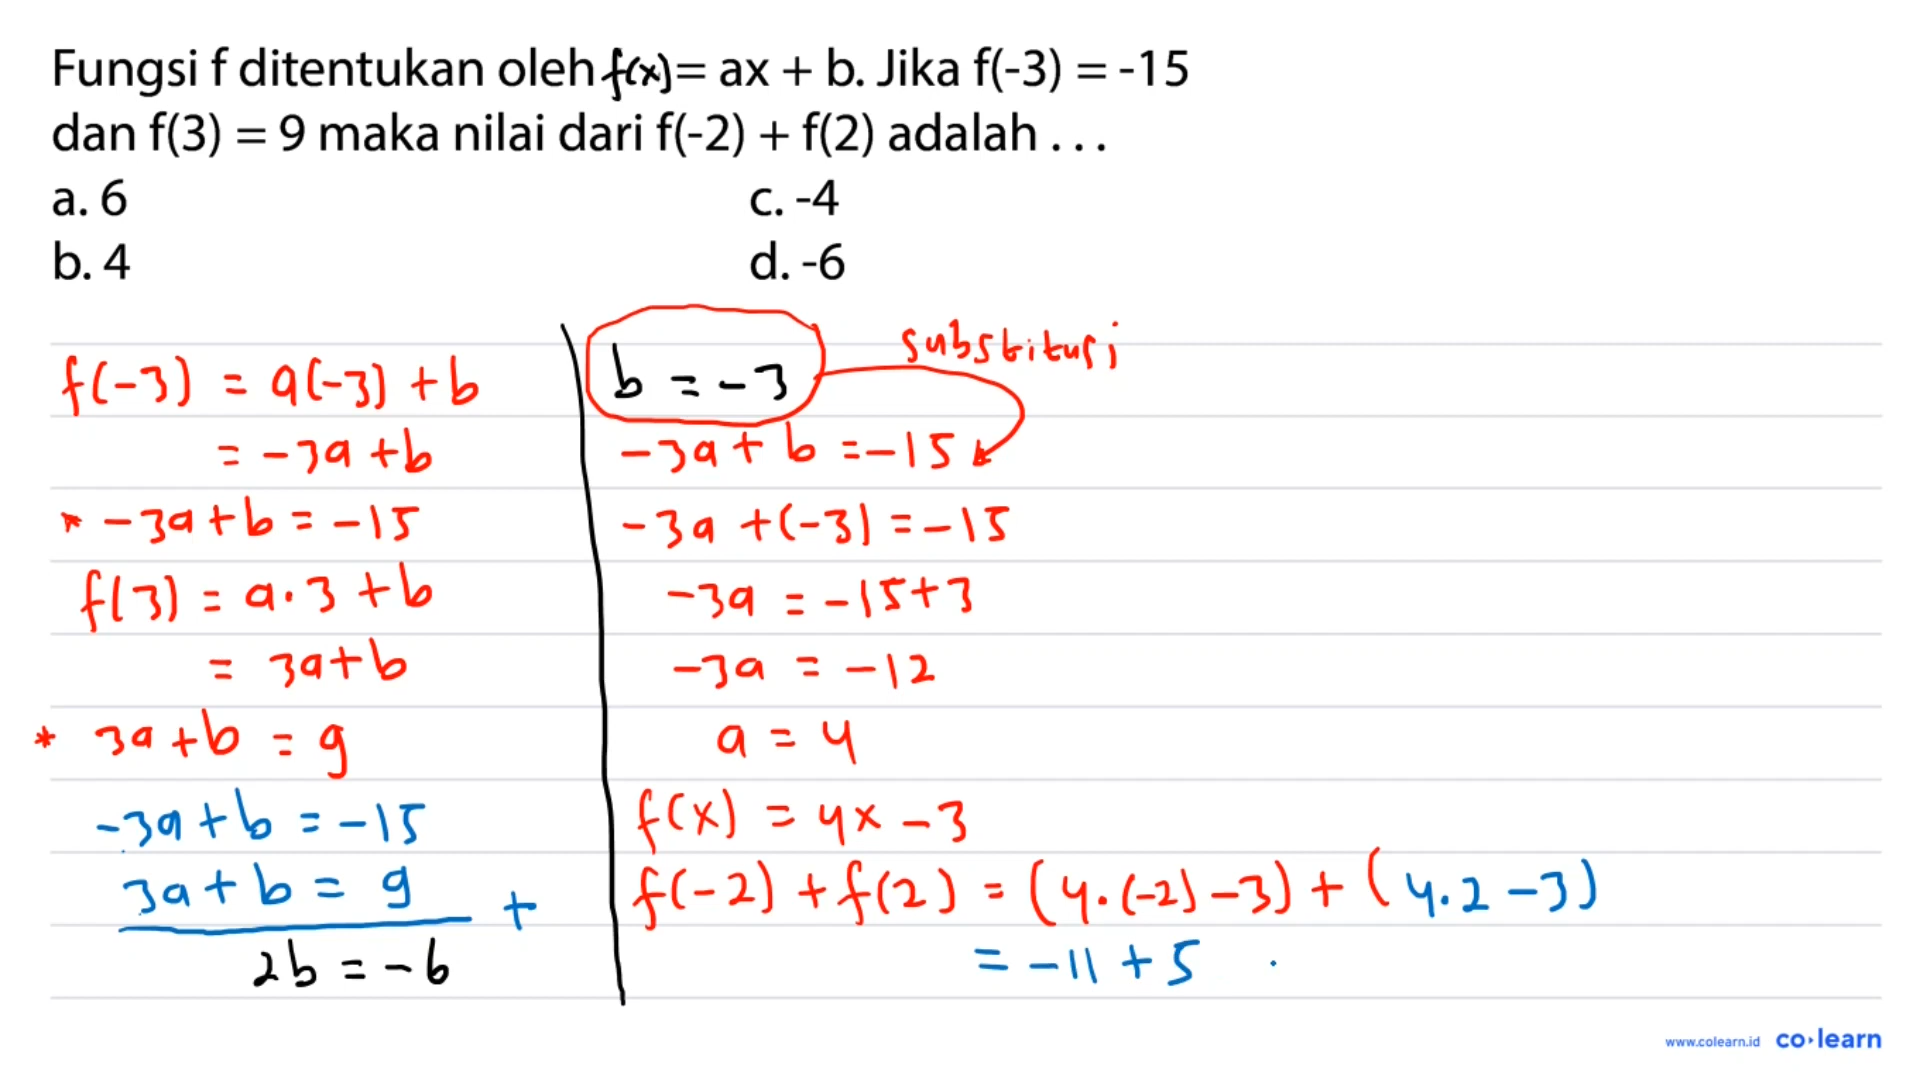 Fungsi f ditentukan oleh f(x) = ax + b. Jika f(-3) = -15
dan f(3) = 9 maka nilai dari f(-2) + f(2) adalah . . .
a. 6
c. -4
b. 4
d. -6
f(-3) = a(-3) + b
= -3a + b
* -3a + b = -15
f(3) = a·3 + b
= 3a + b
* 3a + b = 9
-3a + b = -15
3a + b = 9 +
2b = -6
b = -3
substitusi
-3a + b = -15
-3a + (-3) = -15
-3a = -15 + 3
-3a = -12
a = 4
f(x) = 4x - 3
f(-2) + f(2) = (4·(-2) - 3) + (4.2 - 3)
= -11 + 5
www.colearn.id co learn